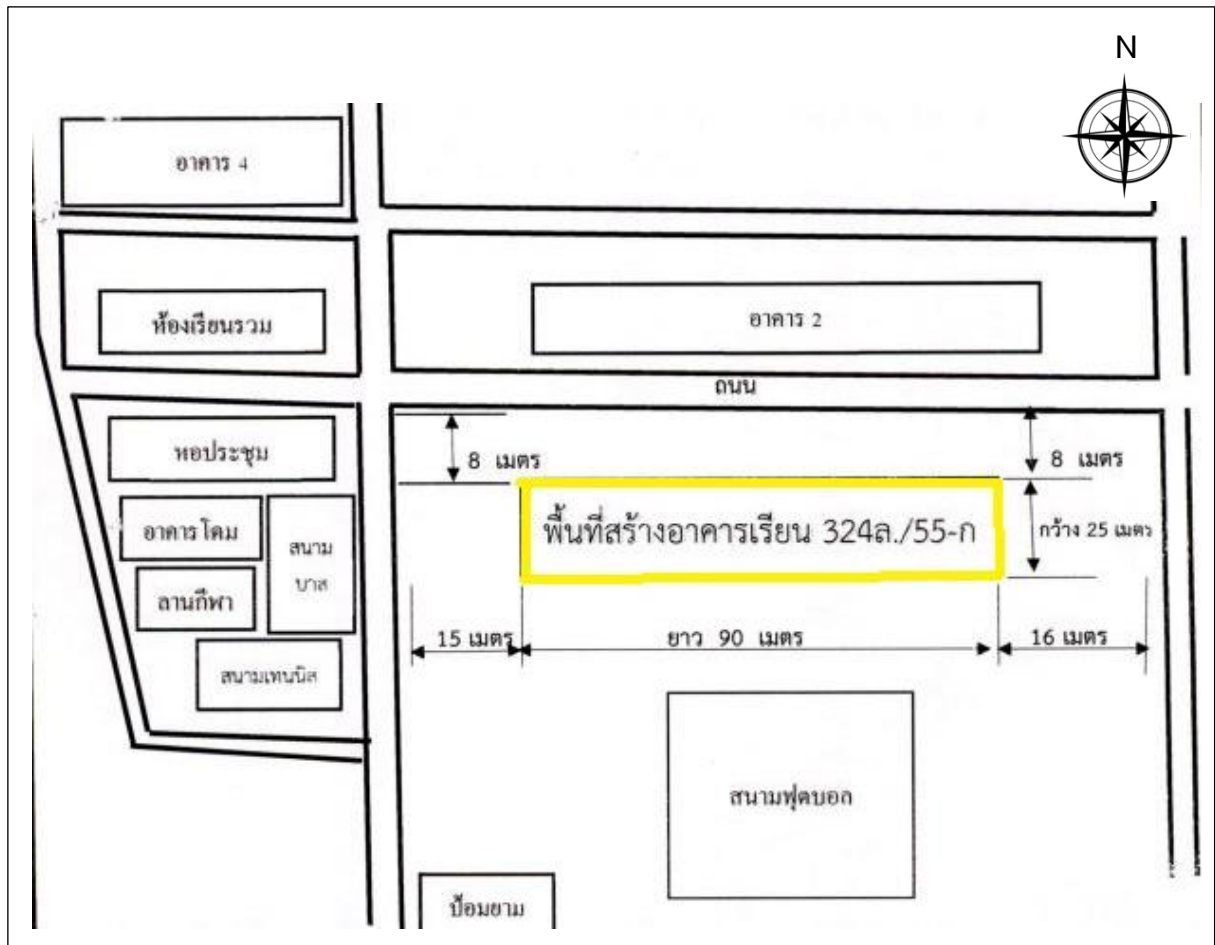 N
อาคาร 4
ห้องเรียนรวม
อาคาร 2
ถนน
หอประชุม
8 เมตร
8 เมตร
อาคารโดม
สนาม
บาส
พื้นที่สร้างอาคารเรียน 324ล./55-ก
กว้าง 25 เมตร
ลานกีฬา
15 เมตร
ยาว 90 เมตร
16 เมตร
สนามเทนนิส
สนามฟุตบอล
ป้อมยาม